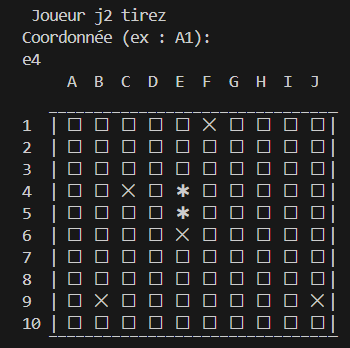 Joueur j2 tirez
Coordonnée (ex : A1):
e4
A B C D E F G H I J
1 | □ □ □ □ □ × □ □ □ □|
2 | □ □ □ □ □ □ □ □ □ □|
3 | □ □ □ □ □ □ □ □ □ □|
4 | □ □ × □ ✱ □ □ □ □ □|
5 | □ □ □ □ ✱ □ □ □ □ □|
6 | □ □ □ □ × □ □ □ □ □|
7 | □ □ □ □ □ □ □ □ □ □|
8 | □ □ □ □ □ □ □ □ □ □|
9 | □ × □ □ □ □ □ □ □ ×|
10 | □ □ □ □ □ □ □ □ □ □|